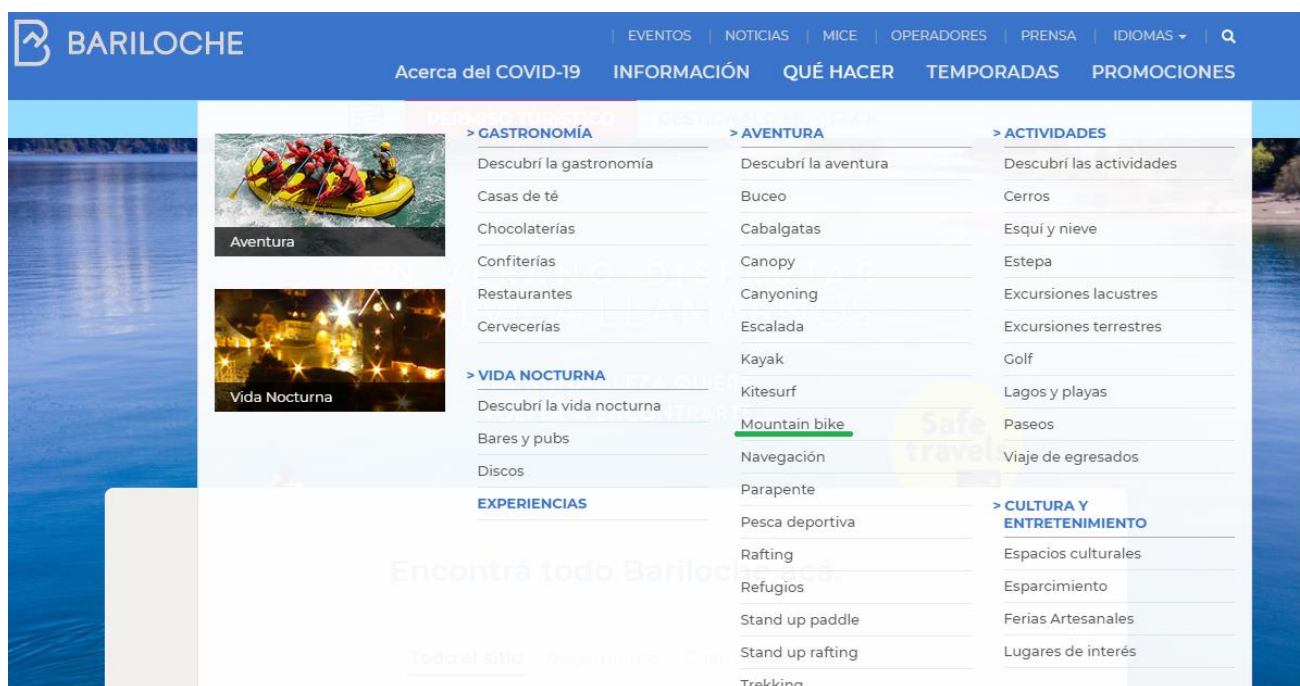 BARILOCHE
EVENTOS | NOTICIAS | MICE | OPERADORES | PRENSA | IDIOMAS
Acerca del COVID-19 INFORMACIÓN QUÉ HACER TEMPORADAS PROMOCIONES
PERMISO TURÍSTICO
Aventura
Vida Nocturna
> GASTRONOMÍA
Descubrí la gastronomía
Casas de té
Chocolaterías
Confiterías
Restaurantes
Cervecerías
> VIDA NOCTURNA
Descubrí la vida nocturna
Bares y pubs
Discos
EXPERIENCIAS
> AVENTURA
Descubrí la aventura
Buceo
Cabalgatas
Canopy
Canyoning
Escalada
Kayak
Kitesurf
Mountain bike
Navegación
Parapente
Pesca deportiva
Rafting
Refugios
Stand up paddle
Stand up rafting
Trekking
> ACTIVIDADES
Descubrí las actividades
Cerros
Esquí y nieve
Estepa
Excursiones lacustres
Excursiones terrestres
Golf
Lagos y playas
Paseos
Viaje de egresados
> CULTURA Y
ENTRETENIMIENTO
Espacios culturales
Esparcimiento
Ferias Artesanales
Lugares de interés
Safe
travels
Encontrá todo Bariloche acá.
Todo el sitio